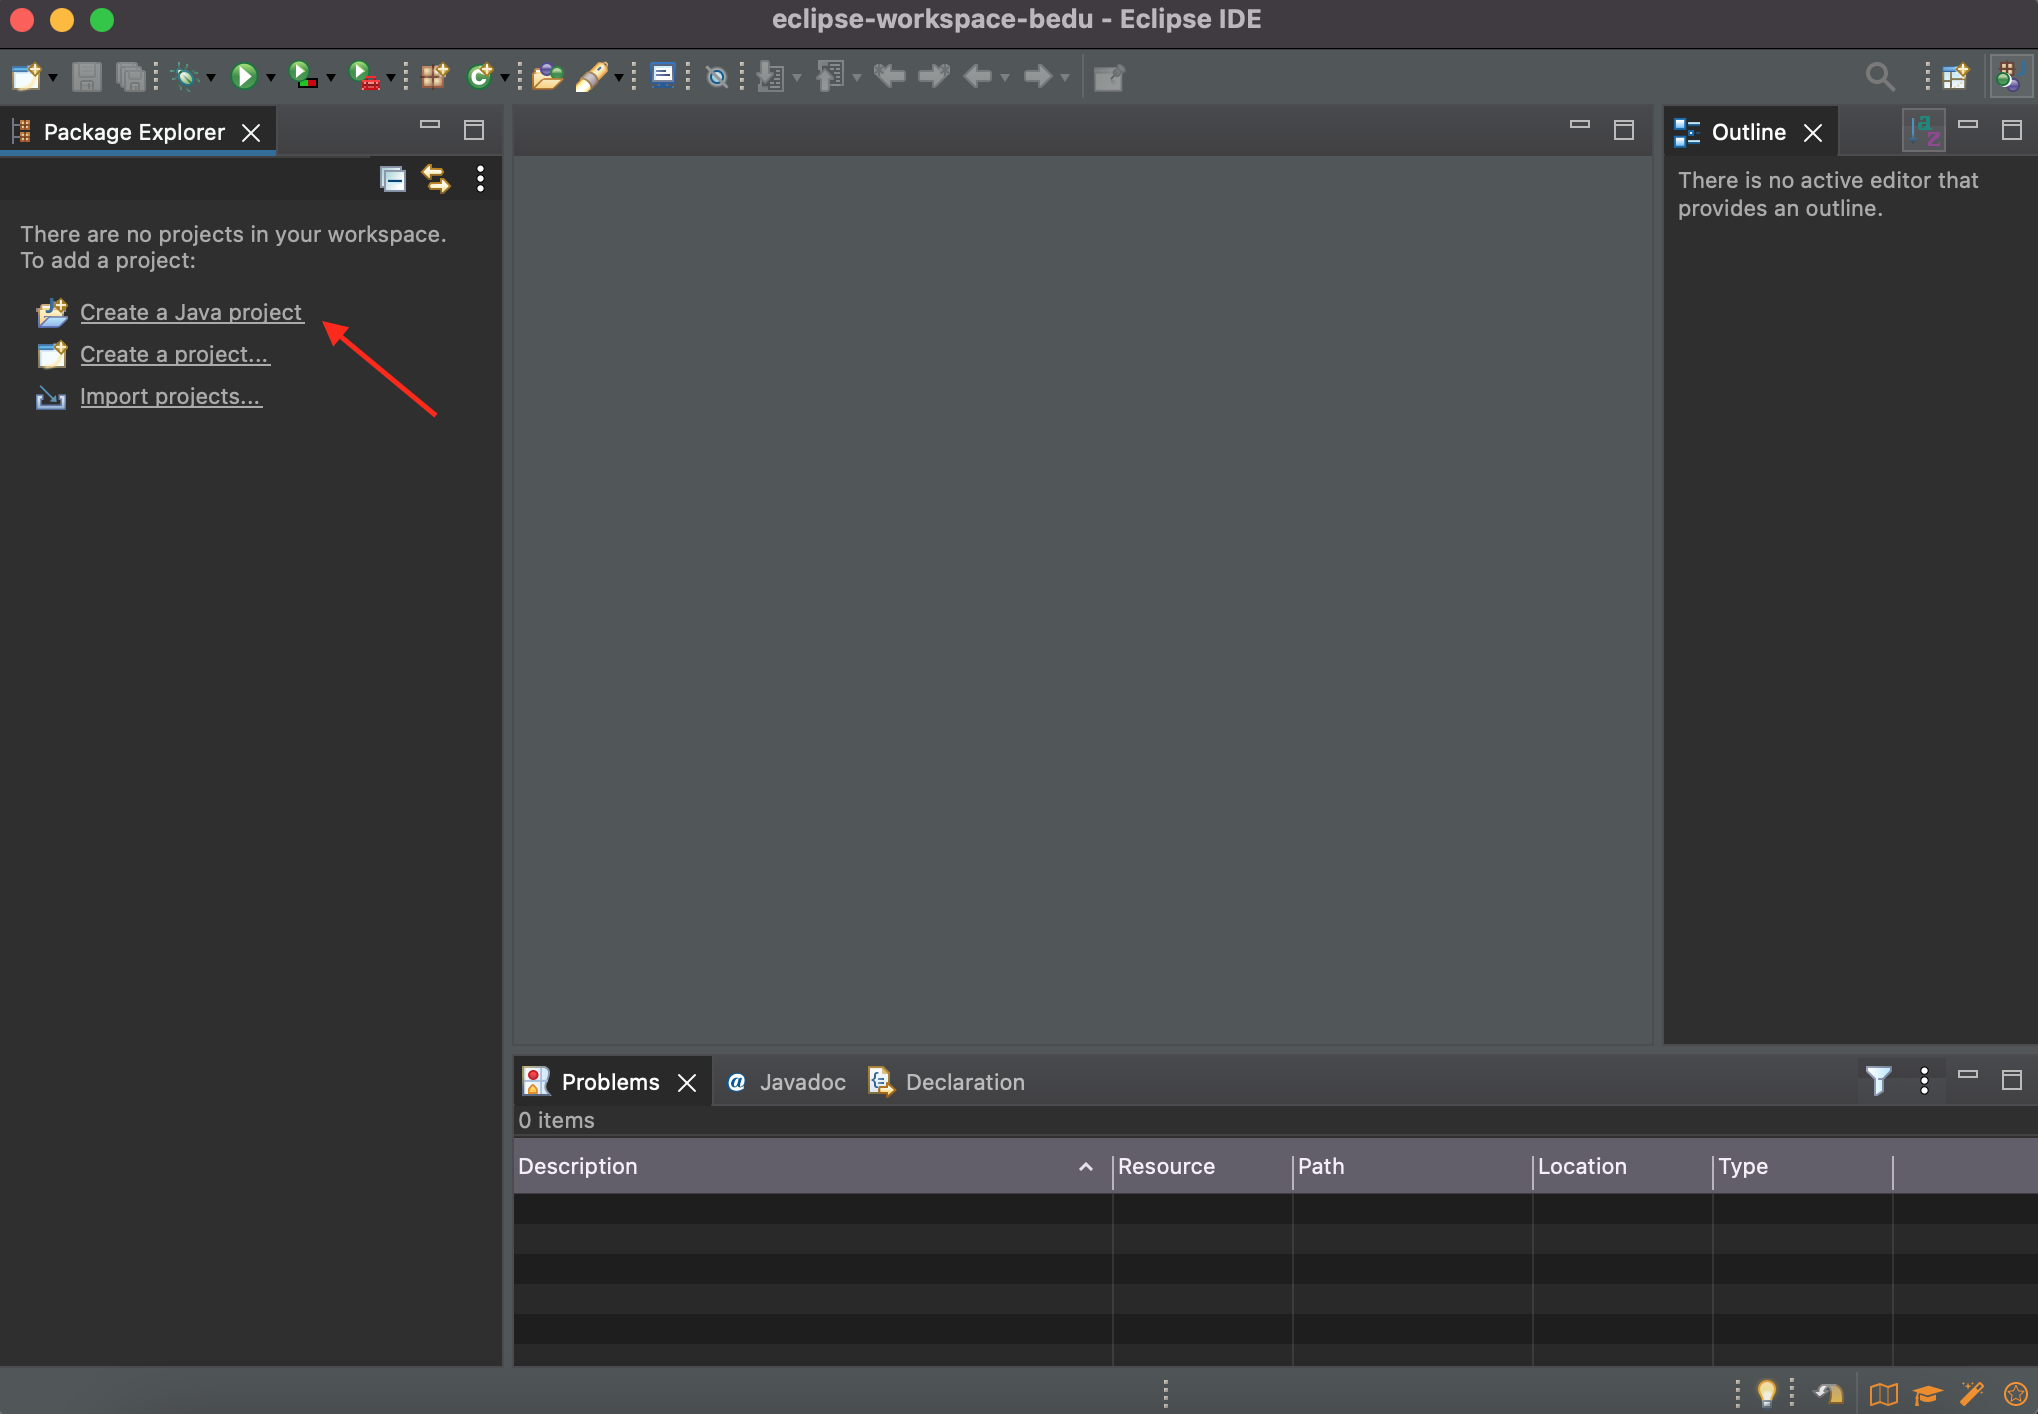 eclipse-workspace-bedu - Eclipse IDE
Package Explorer
There are no projects in your workspace.
To add a project:
Create a Java project
Create a project...
Import projects...
Outline
There is no active editor that
provides an outline.
Problems
Javadoc
Declaration
0 items
Description
Resource
Path
Location
Type